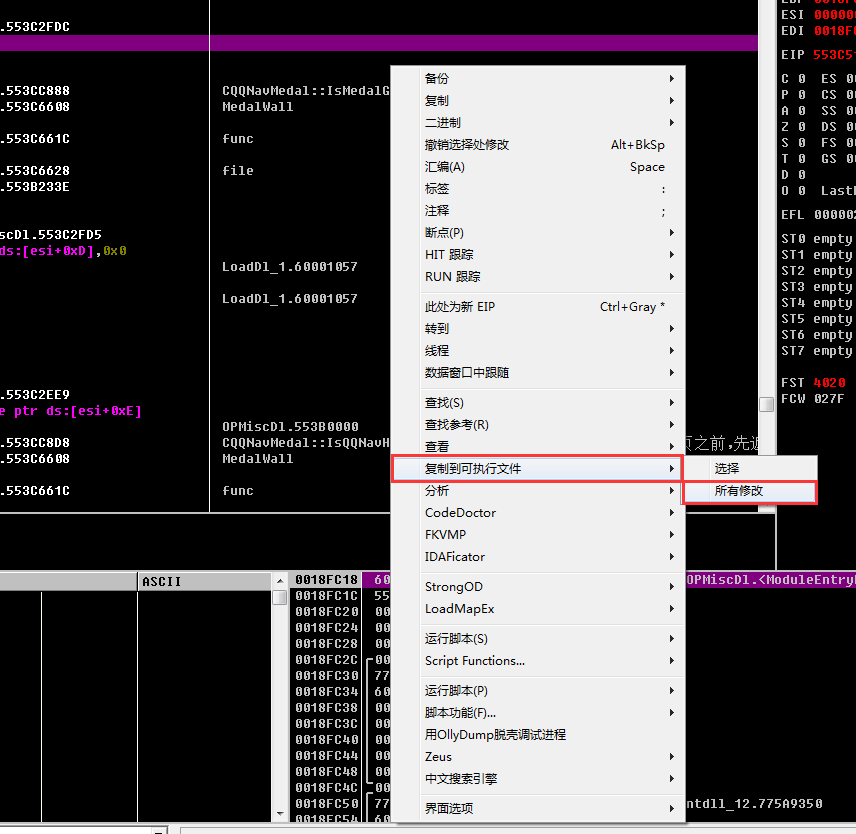 .553C2FDC
.553CC888 CQQNavMedal::IsMedalG
.553C6608 MedalWall
.553C661C func
.553C6628 file
.553B233E
scDl.553C2FD5
ds:[esi+0xD],0x0
LoadDl_1.60001057
LoadDl_1.60001057
.553C2EE9
e ptr ds:[esi+0xE]
OPMiscDl.553B0000
.553CC8D8 CQQNavMedal::IsQQNavH
.553C6608 MedalWall
.553C661C func
页之前,先返
备份
复制
二进制
撤销选择处修改 Alt+BkSp
汇编(A) Space
标签 :
注释 ;
断点(P)
HIT 跟踪
RUN 跟踪
此处为新 EIP Ctrl+Gray *
转到
线程
数据窗口中跟随
查找(S)
查找参考(R)
查看
复制到可执行文件
分析
CodeDoctor
FKVMP
IDAFicator
StrongOD
LoadMapEx
运行脚本(S)
Script Functions...
运行脚本(P)
脚本功能(F)...
用OllyDump脱壳调试进程
Zeus
中文搜索引擎
界面选项
选择
所有修改
ESI 00000
EDI 0018F
EIP 553C5
C 0 ES 0
P 0 CS 0
A 0 SS 0
Z 0 DS 0
S 0 FS 0
T 0 GS 0
D 0
O 0 Last
EFL 00000
ST0 empty
ST1 empty
ST2 empty
ST3 empty
ST4 empty
ST5 empty
ST6 empty
ST7 empty
FST 4020
FCW 027F
ASCII
0018FC18 60 OPMiscDl.<ModuleEntry
0018FC1C 55
0018FC20 00
0018FC24 00
0018FC28 00
0018FC2C 00
0018FC30 77
0018FC34 60
0018FC38 00
0018FC3C 00
0018FC40 00
0018FC44 00
0018FC48 00
0018FC4C 00
0018FC50 77 ntdll_12.775A9350
0018FC54 60